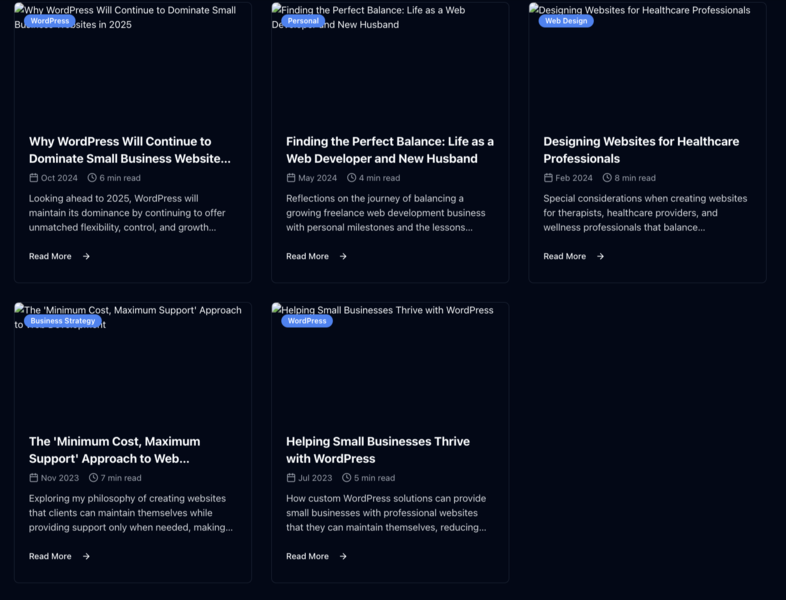 Why WordPress Will Continue to Dominate Small
Business Websites in 2025
WordPress
Why WordPress Will Continue to
Dominate Small Business Website...
Oct 2024 6 min read
Looking ahead to 2025, WordPress will
maintain its dominance by continuing to offer
unmatched flexibility, control, and growth...
Read More
Finding the Perfect Balance: Life as a Web
Developer and New Husband
Personal
Finding the Perfect Balance: Life as a
Web Developer and New Husband
May 2024 4 min read
Reflections on the journey of balancing a
growing freelance web development business
with personal milestones and the lessons...
Read More
Designing Websites for Healthcare Professionals
Web Design
Designing Websites for Healthcare
Professionals
Feb 2024 8 min read
Special considerations when creating websites
for therapists, healthcare providers, and
wellness professionals that balance...
Read More
The 'Minimum Cost, Maximum Support' Approach
to Web Development
Business Strategy
The 'Minimum Cost, Maximum
Support' Approach to Web...
Nov 2023 7 min read
Exploring my philosophy of creating websites
that clients can maintain themselves while
providing support only when needed, making...
Read More
Helping Small Businesses Thrive with WordPress
WordPress
Helping Small Businesses Thrive
with WordPress
Jul 2023 5 min read
How custom WordPress solutions can provide
small businesses with professional websites
that they can maintain themselves, reducing...
Read More